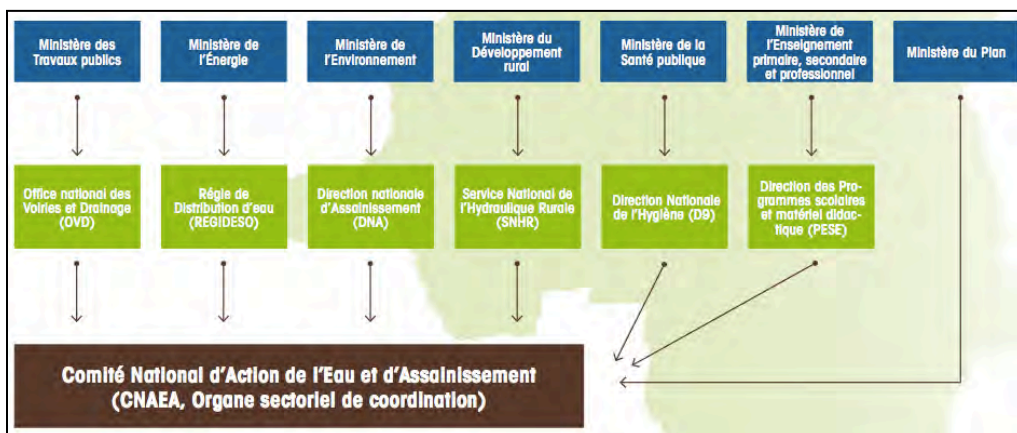 Ministère des
Travaux publics
Ministère de
l'Énergie
Ministère de
l'Environnement
Ministère du
Développement
rural
Ministère de la
Santé publique
Ministère de
l'Enseignement
primaire, secondaire
et professionnel
Ministère du Plan
Office national des
Voiries et Drainage
(OVD)
Régie de
Distribution d'eau
(REGIDESO)
Direction nationale
d'Assainissement
(DNA)
Service National de
l'Hydraulique Rurale
(SNHR)
Direction Nationale
de l'Hygiène (D9)
Direction des Pro-
grammes scolaires
et matériel didac-
tique (PESE)
Comité National d'Action de l'Eau et d'Assainissement
(CNAEA, Organe sectoriel de coordination)